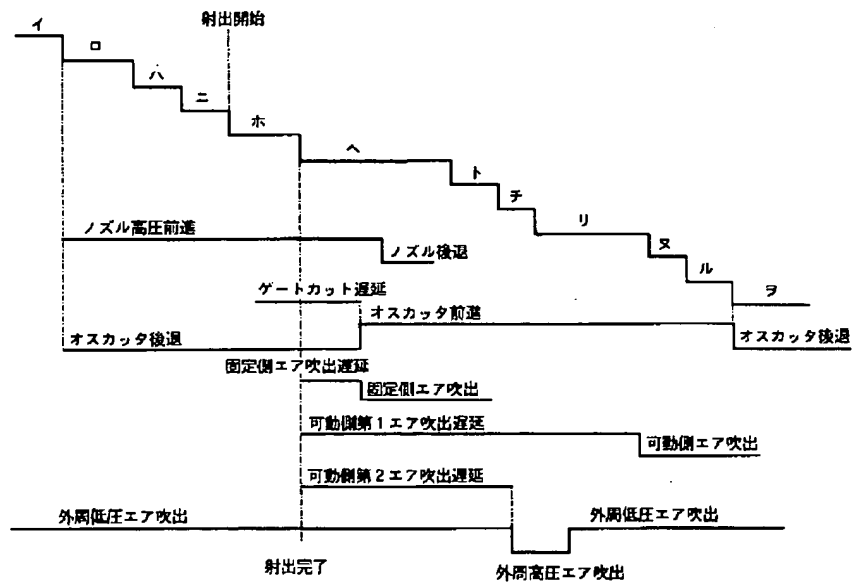 イ
射出開始
ロ
ハ
ニ
ホ
ヘ
ト
チ
リ
ヌ
ル
ヲ
ノズル高圧前進
ノズル後退
ゲートカット遅延
オスカッタ前進
オスカッタ後退
オスカッタ後退
固定側エア吹出遅延
固定側エア吹出
可動側第1エア吹出遅延
可動側エア吹出
可動側第2エア吹出遅延
外周低圧エア吹出
外周低圧エア吹出
射出完了
外周高圧エア吹出